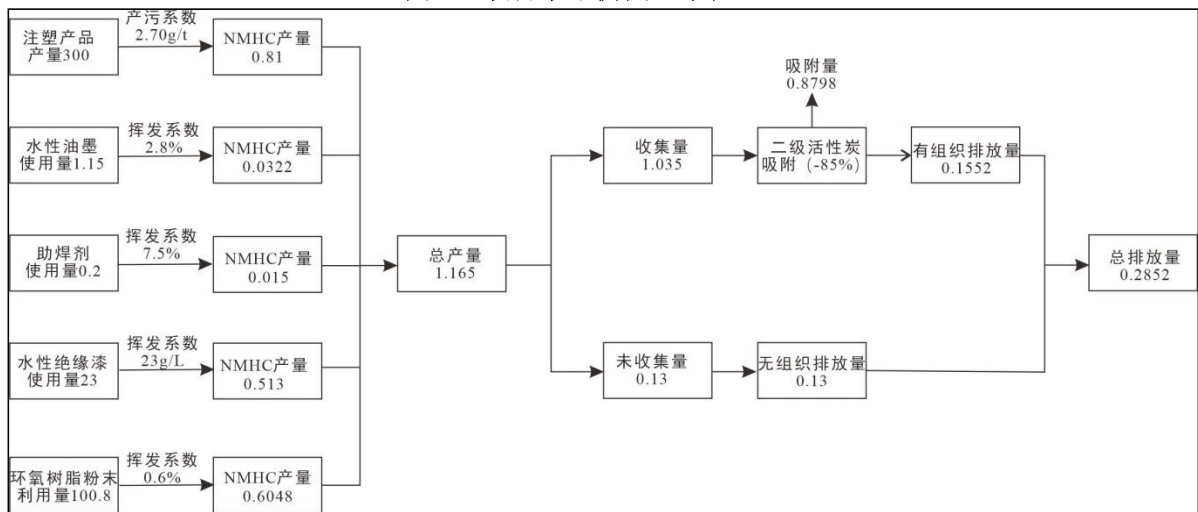 产污系数
2.70g/t
注塑产品
产量300
NMHC产量
0.81
挥发系数
2.8%
水性油墨
使用量1.15
NMHC产量
0.0322
挥发系数
7.5%
助焊剂
使用量0.2
NMHC产量
0.015
挥发系数
23g/L
水性绝缘漆
使用量23
NMHC产量
0.513
挥发系数
0.6%
环氧树脂粉末
利用量100.8
NMHC产量
0.6048
总产量
1.165
收集量
1.035
吸附量
0.8798
二级活性炭
吸附（-85%）
有组织排放量
0.1552
未收集量
0.13
无组织排放量
0.13
总排放量
0.2852